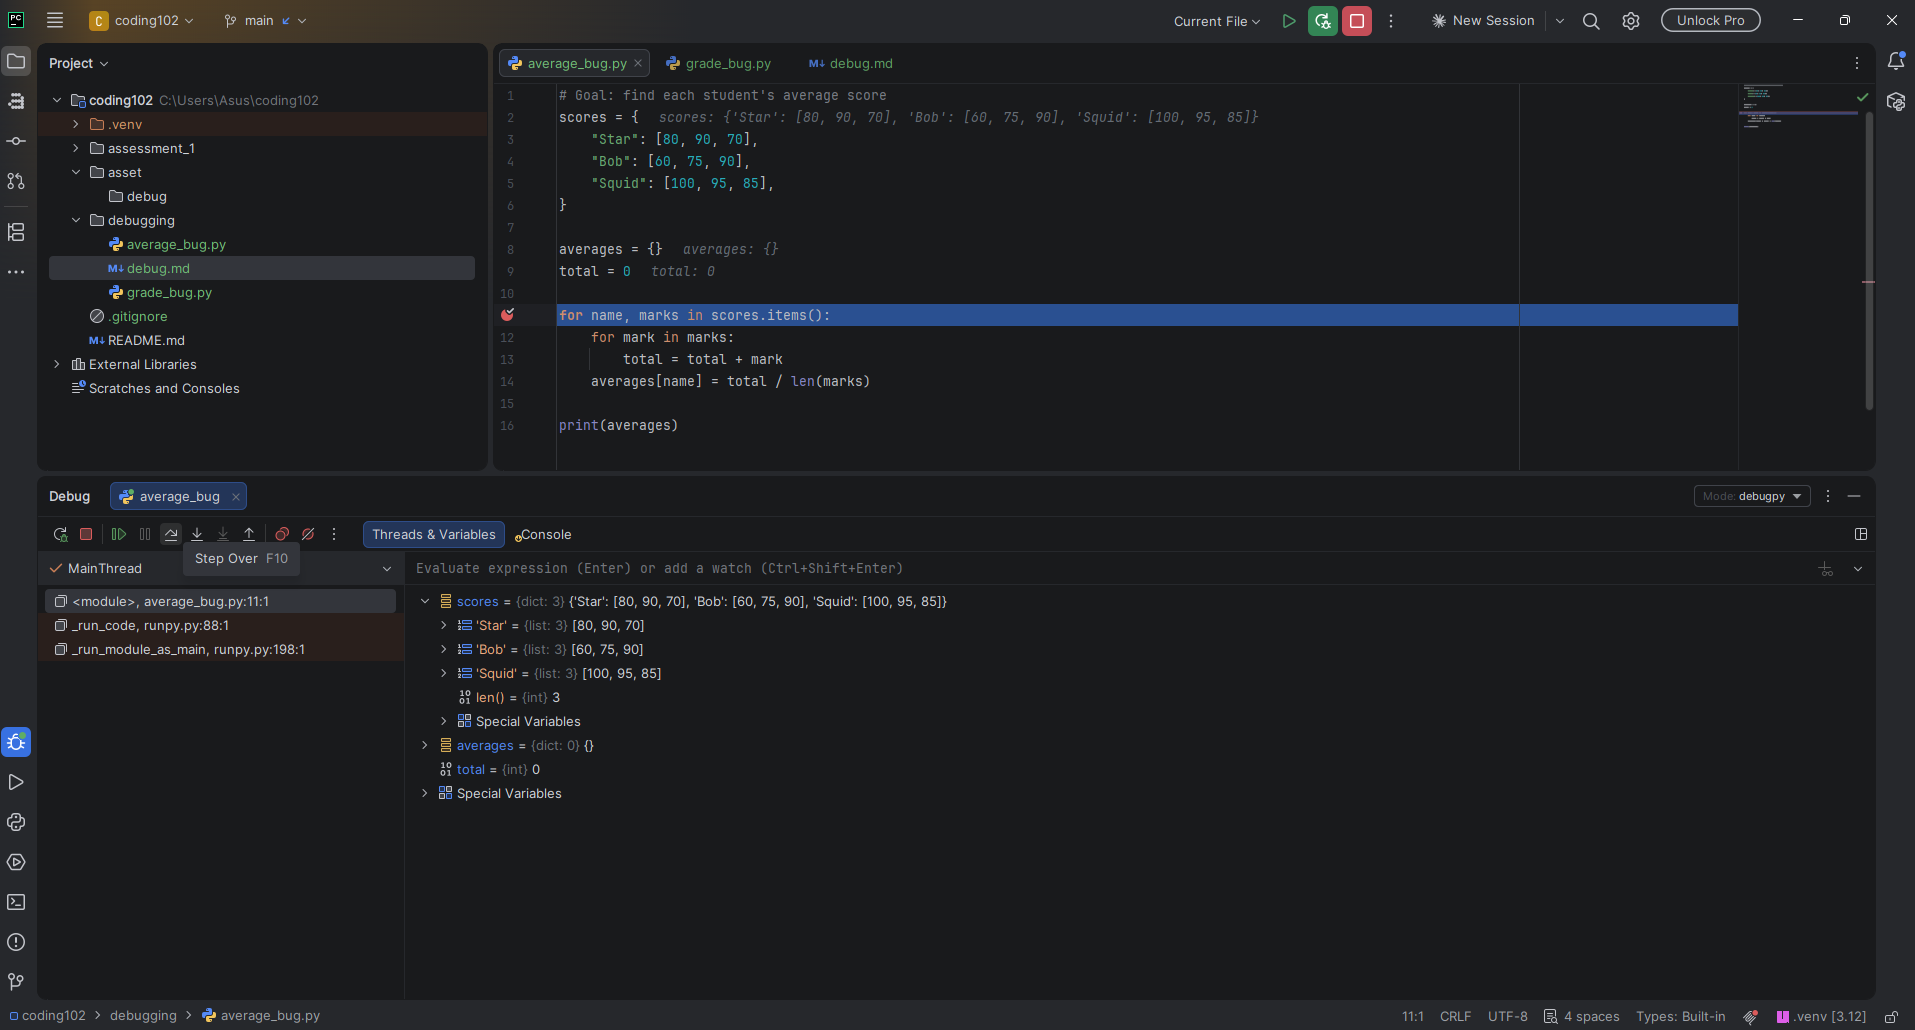 PC
C coding102 main Current File New Session Unlock Pro
Project
coding102 C:\Users\Asus\coding102
.venv
assessment_1
asset
debug
debugging
average_bug.py
debug.md
grade_bug.py
.gitignore
README.md
External Libraries
Scratches and Consoles
average_bug.py grade_bug.py debug.md
1 # Goal: find each student's average score
2 scores = { scores: {'Star': [80, 90, 70], 'Bob': [60, 75, 90], 'Squid': [100, 95, 85]}
3 "Star": [80, 90, 70],
4 "Bob": [60, 75, 90],
5 "Squid": [100, 95, 85],
6 }
7
8 averages = {} averages: {}
9 total = 0 total: 0
10
for name, marks in scores.items():
12 for mark in marks:
13 total = total + mark
14 averages[name] = total / len(marks)
15
16 print(averages)
Debug average_bug Mode: debugpy
Threads & Variables Console
Step Over F10
MainThread
<module>, average_bug.py:11:1
_run_code, runpy.py:88:1
_run_module_as_main, runpy.py:198:1
Evaluate expression (Enter) or add a watch (Ctrl+Shift+Enter)
scores = {dict: 3} {'Star': [80, 90, 70], 'Bob': [60, 75, 90], 'Squid': [100, 95, 85]}
'Star' = {list: 3} [80, 90, 70]
'Bob' = {list: 3} [60, 75, 90]
'Squid' = {list: 3} [100, 95, 85]
len() = {int} 3
Special Variables
averages = {dict: 0} {}
total = {int} 0
Special Variables
coding102 debugging average_bug.py 11:1 CRLF UTF-8 4 spaces Types: Built-in .venv [3.12]